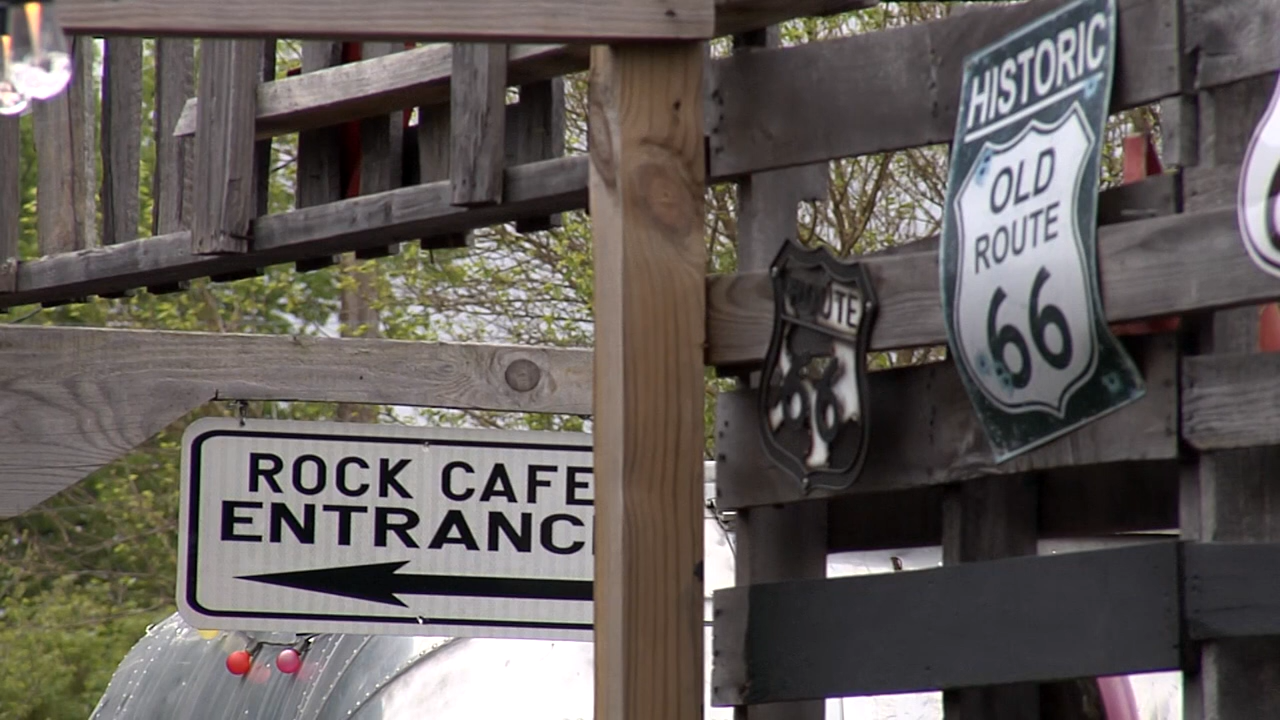 HISTORIC
OLD
ROUTE
66
ROUTE
66
ROCK CAFE
ENTRANC